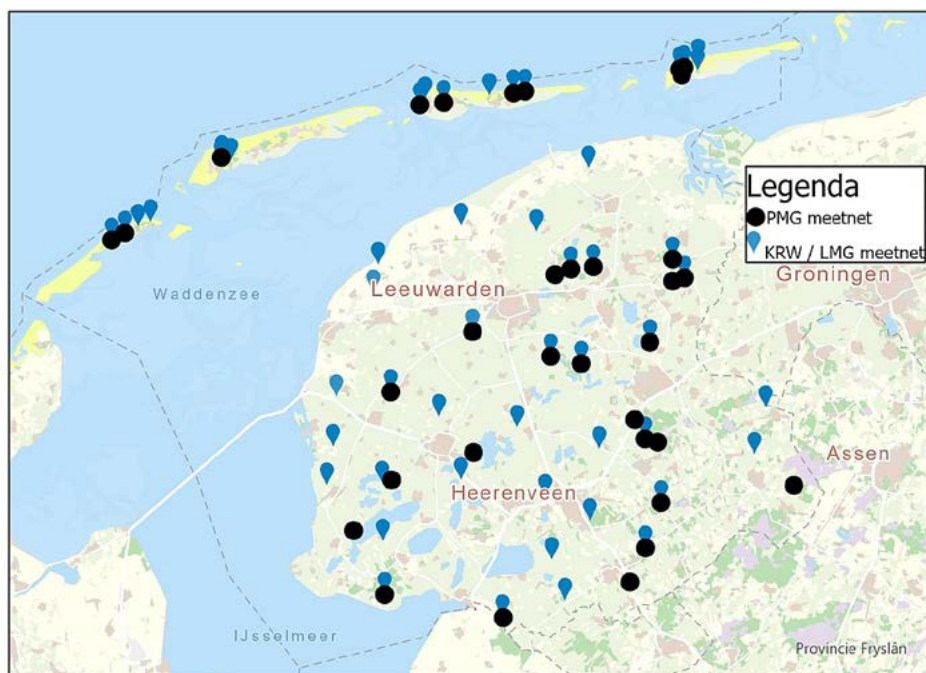 Legenda
PMG meetnet
KRW / LMG meetnet
Groningen
Waddenzee
Leeuwarden
Assen
Heerenveen
IJsselmeer
Provincie Fryslân